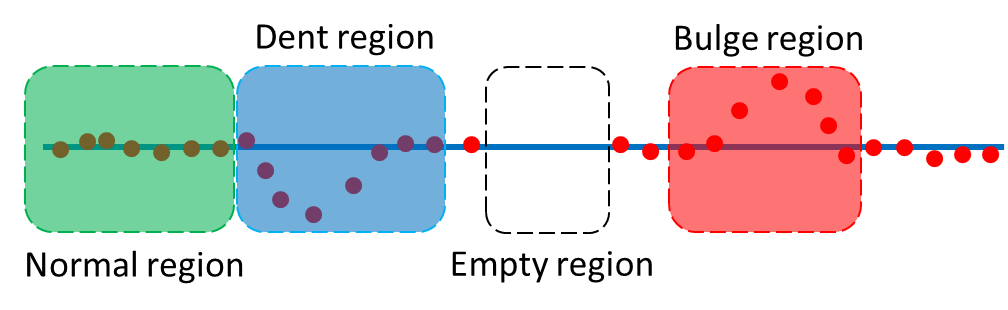 Dent region
Bulge region
Normal region
Empty region